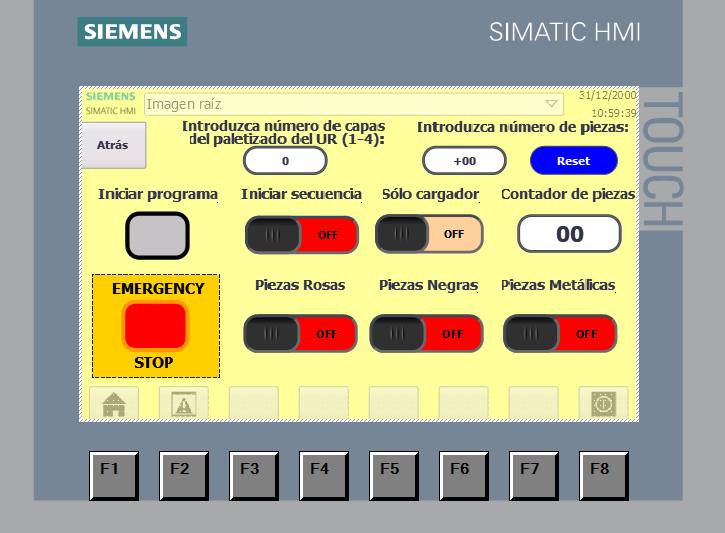 SIEMENS
SIMATIC HMI
TOUCH
SIEMENS
SIMATIC HMI
Imagen raíz
31/12/2000
10:59:39
Atrás
Introduzca número de capas
del paletizado del UR (1-4):
0
Introduzca número de piezas:
+00
Reset
Iniciar programa
Iniciar secuencia
OFF
Sólo cargador
OFF
Contador de piezas
00
EMERGENCY
STOP
Piezas Rosas
OFF
Piezas Negras
OFF
Piezas Metálicas
OFF
F1
F2
F3
F4
F5
F6
F7
F8